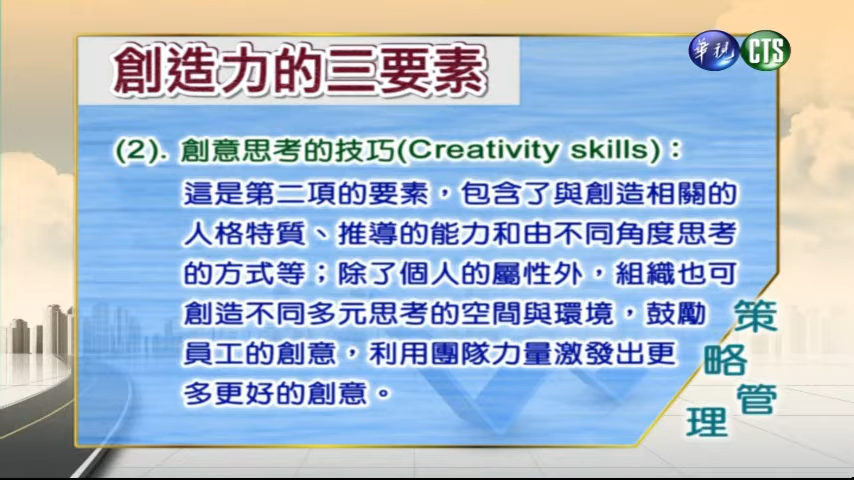 華視 CTS
創造力的三要素
(2). 創意思考的技巧(Creativity skills)：
這是第二項的要素，包含了與創造相關的
人格特質、推導的能力和由不同角度思考
的方式等；除了個人的屬性外，組織也可
創造不同多元思考的空間與環境，鼓勵
員工的創意，利用團隊力量激發出更
多更好的創意。
策略管理